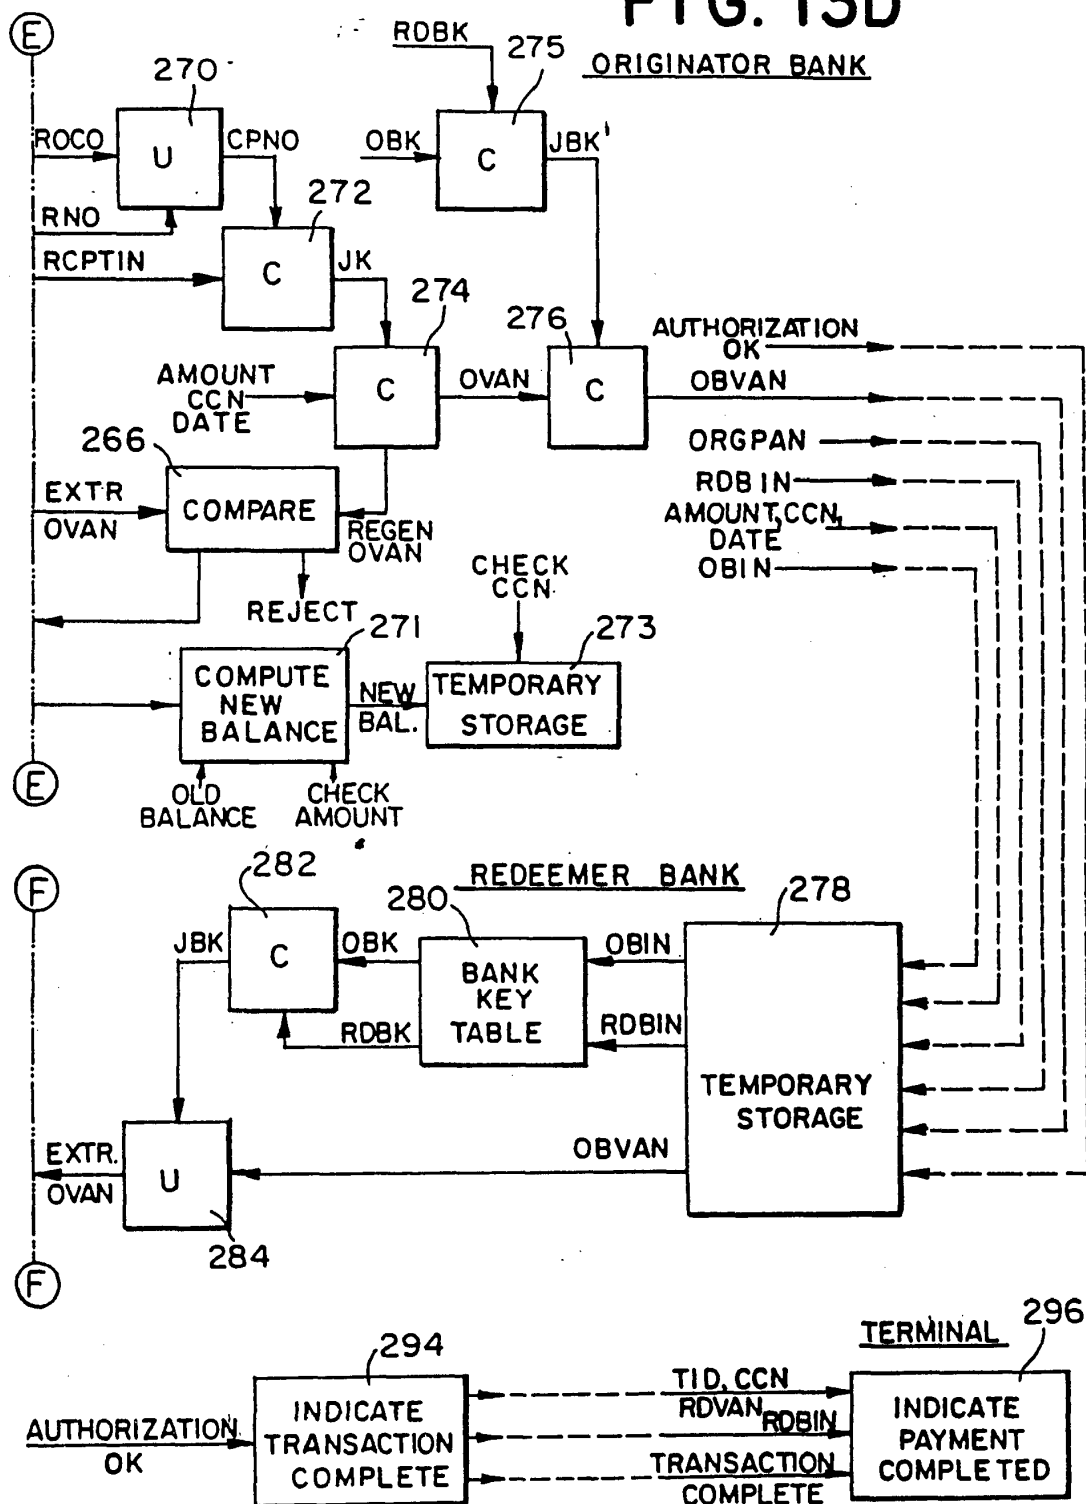 FIG. 13D
E
RDBK
275
ORIGINATOR BANK
270
ROCO
U
CPNO
OBK
C
JBK'
RNO
272
RCPTIN
C
JK
274
276
AUTHORIZATION
OK
AMOUNT
CCN
DATE
C
OVAN
C
OBVAN
266
ORGPAN
EXTR
OVAN
COMPARE
REGEN
OVAN
RDBIN
AMOUNT, CCN,
DATE
OBIN
CHECK
CCN
REJECT
271
273
COMPUTE
NEW
BALANCE
NEW
BAL.
TEMPORARY
STORAGE
E
OLD
BALANCE
CHECK
AMOUNT
F
282
REDEEMER BANK
280
278
JBK
C
OBK
BANK
KEY
TABLE
OBIN
RDBK
RDBIN
TEMPORARY
STORAGE
EXTR.
OVAN
U
OBVAN
284
F
294
TERMINAL
296
AUTHORIZATION
OK
INDICATE
TRANSACTION
COMPLETE
TID, CCN
RDVAN
RDBIN
TRANSACTION
COMPLETE
INDICATE
PAYMENT
COMPLETED